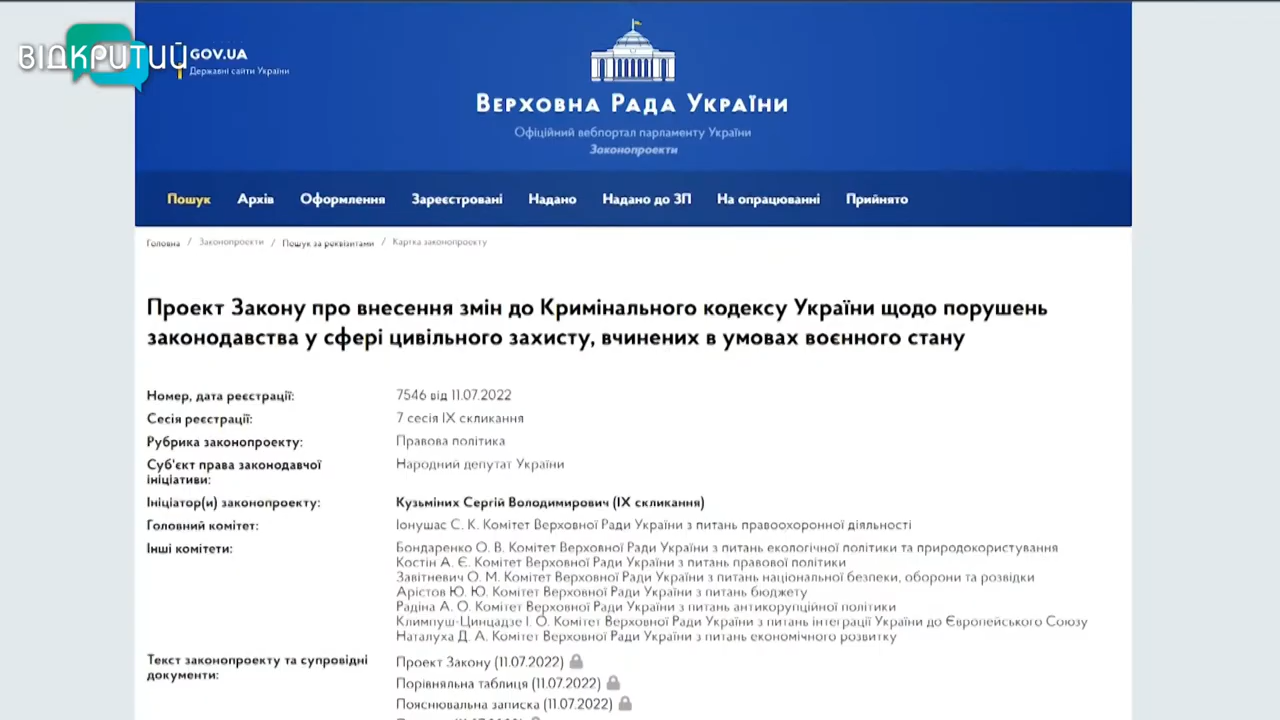 ВІДКРИТИЙ
GOV.UA
Державні сайти України
ВЕРХОВНА РАДА УКРАЇНИ
Офіційний вебпортал парламенту України
Законопроекти
Пошук Архів Оформлення Зареєстровані Надано Надано до ЗП На опрацюванні Прийнято
Головна / Законопроекти / Пошук за реквізитами / Картка законопроекту
Проект Закону про внесення змін до Кримінального кодексу України щодо порушень
законодавства у сфері цивільного захисту, вчинених в умовах воєнного стану
Номер, дата реєстрації: 7546 від 11.07.2022
Сесія реєстрації: 7 сесія IX скликання
Рубрика законопроекту: Правова політика
Суб'єкт права законодавчої Народний депутат України
ініціативи:
Ініціатор(и) законопроекту: Кузьміних Сергій Володимирович (IX скликання)
Головний комітет: Іонушас С. К. Комітет Верховної Ради України з питань правоохоронної діяльності
Інші комітети: Бондаренко О. В. Комітет Верховної Ради України з питань екологічної політики та природокористування
Костін А. Є. Комітет Верховної Ради України з питань правової політики
Завітневич О. М. Комітет Верховної Ради України з питань національної безпеки, оборони та розвідки
Арістов Ю. Ю. Комітет Верховної Ради України з питань бюджету
Радіна А. О. Комітет Верховної Ради України з питань антикорупційної політики
Климпуш-Цинцадзе І. О. Комітет Верховної Ради України з питань інтеграції України до Європейського Союзу
Наталуха Д. А. Комітет Верховної Ради України з питань економічного розвитку
Текст законопроекту та супровідні Проект Закону (11.07.2022)
документи:
Порівняльна таблиця (11.07.2022)
Пояснювальна записка (11.07.2022)